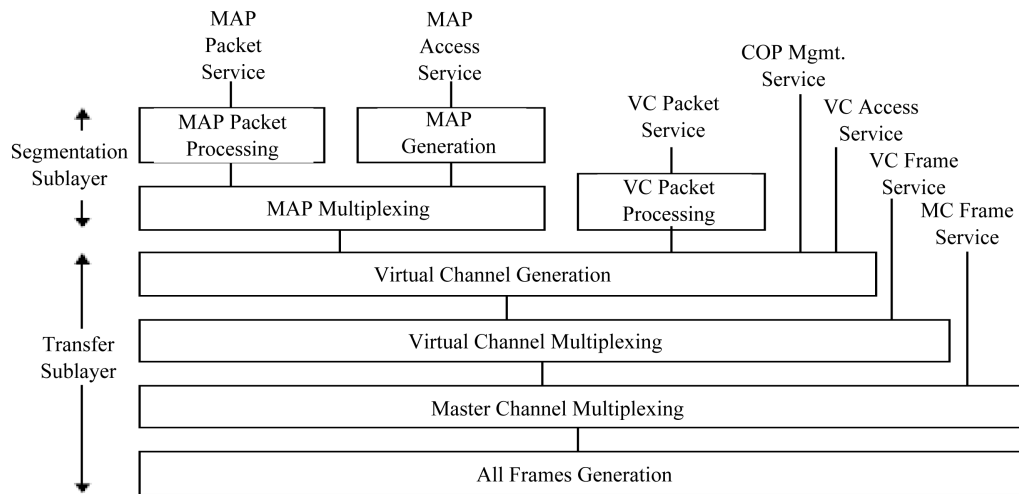 MAP
Packet
Service
MAP
Access
Service
COP Mgmt.
Service
VC Packet
Service
VC Access
Service
VC Frame
Service
MC Frame
Service
Segmentation
Sublayer
MAP Packet
Processing
MAP
Generation
VC Packet
Processing
MAP Multiplexing
Transfer
Sublayer
Virtual Channel Generation
Virtual Channel Multiplexing
Master Channel Multiplexing
All Frames Generation